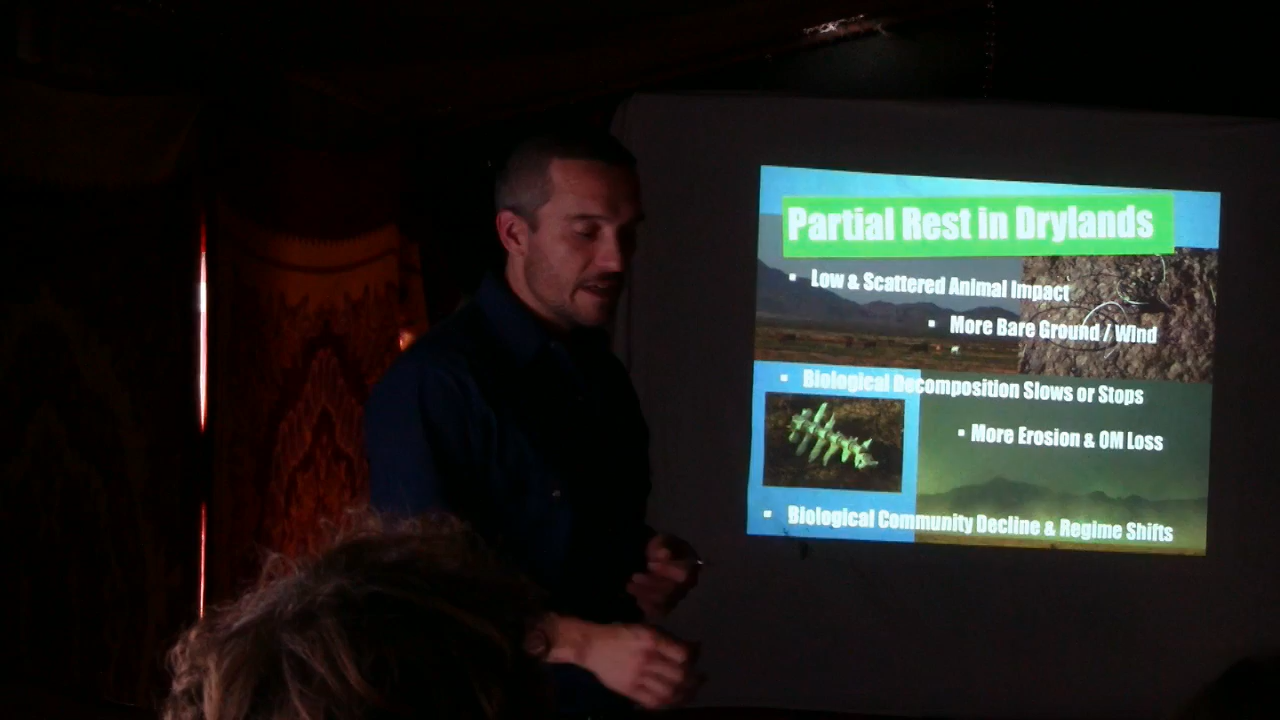 Partial Rest in Drylands
▪ Low & Scattered Animal Impact
▪ More Bare Ground / Wind
▪ Biological Decomposition Slows or Stops
▪ More Erosion & OM Loss
▪ Biological Community Decline & Regime Shifts